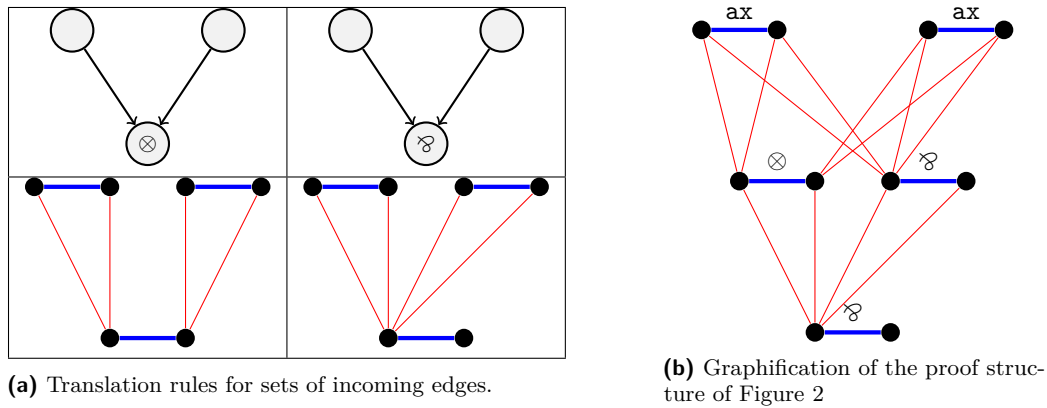 ax ax
⊗ ⅋
⊗ ⅋
⅋
(a) Translation rules for sets of incoming edges.
(b) Graphification of the proof struc-
ture of Figure 2